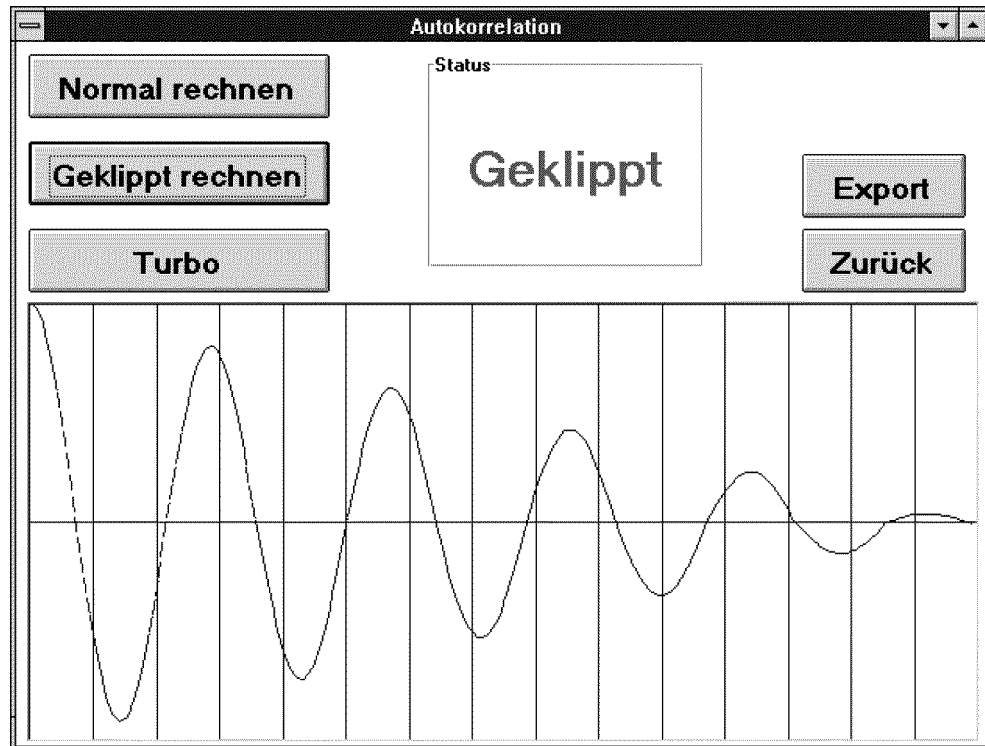 Autokorrelation
Normal rechnen
Status
Geklippt
Geklippt rechnen
Export
Turbo
Zurück